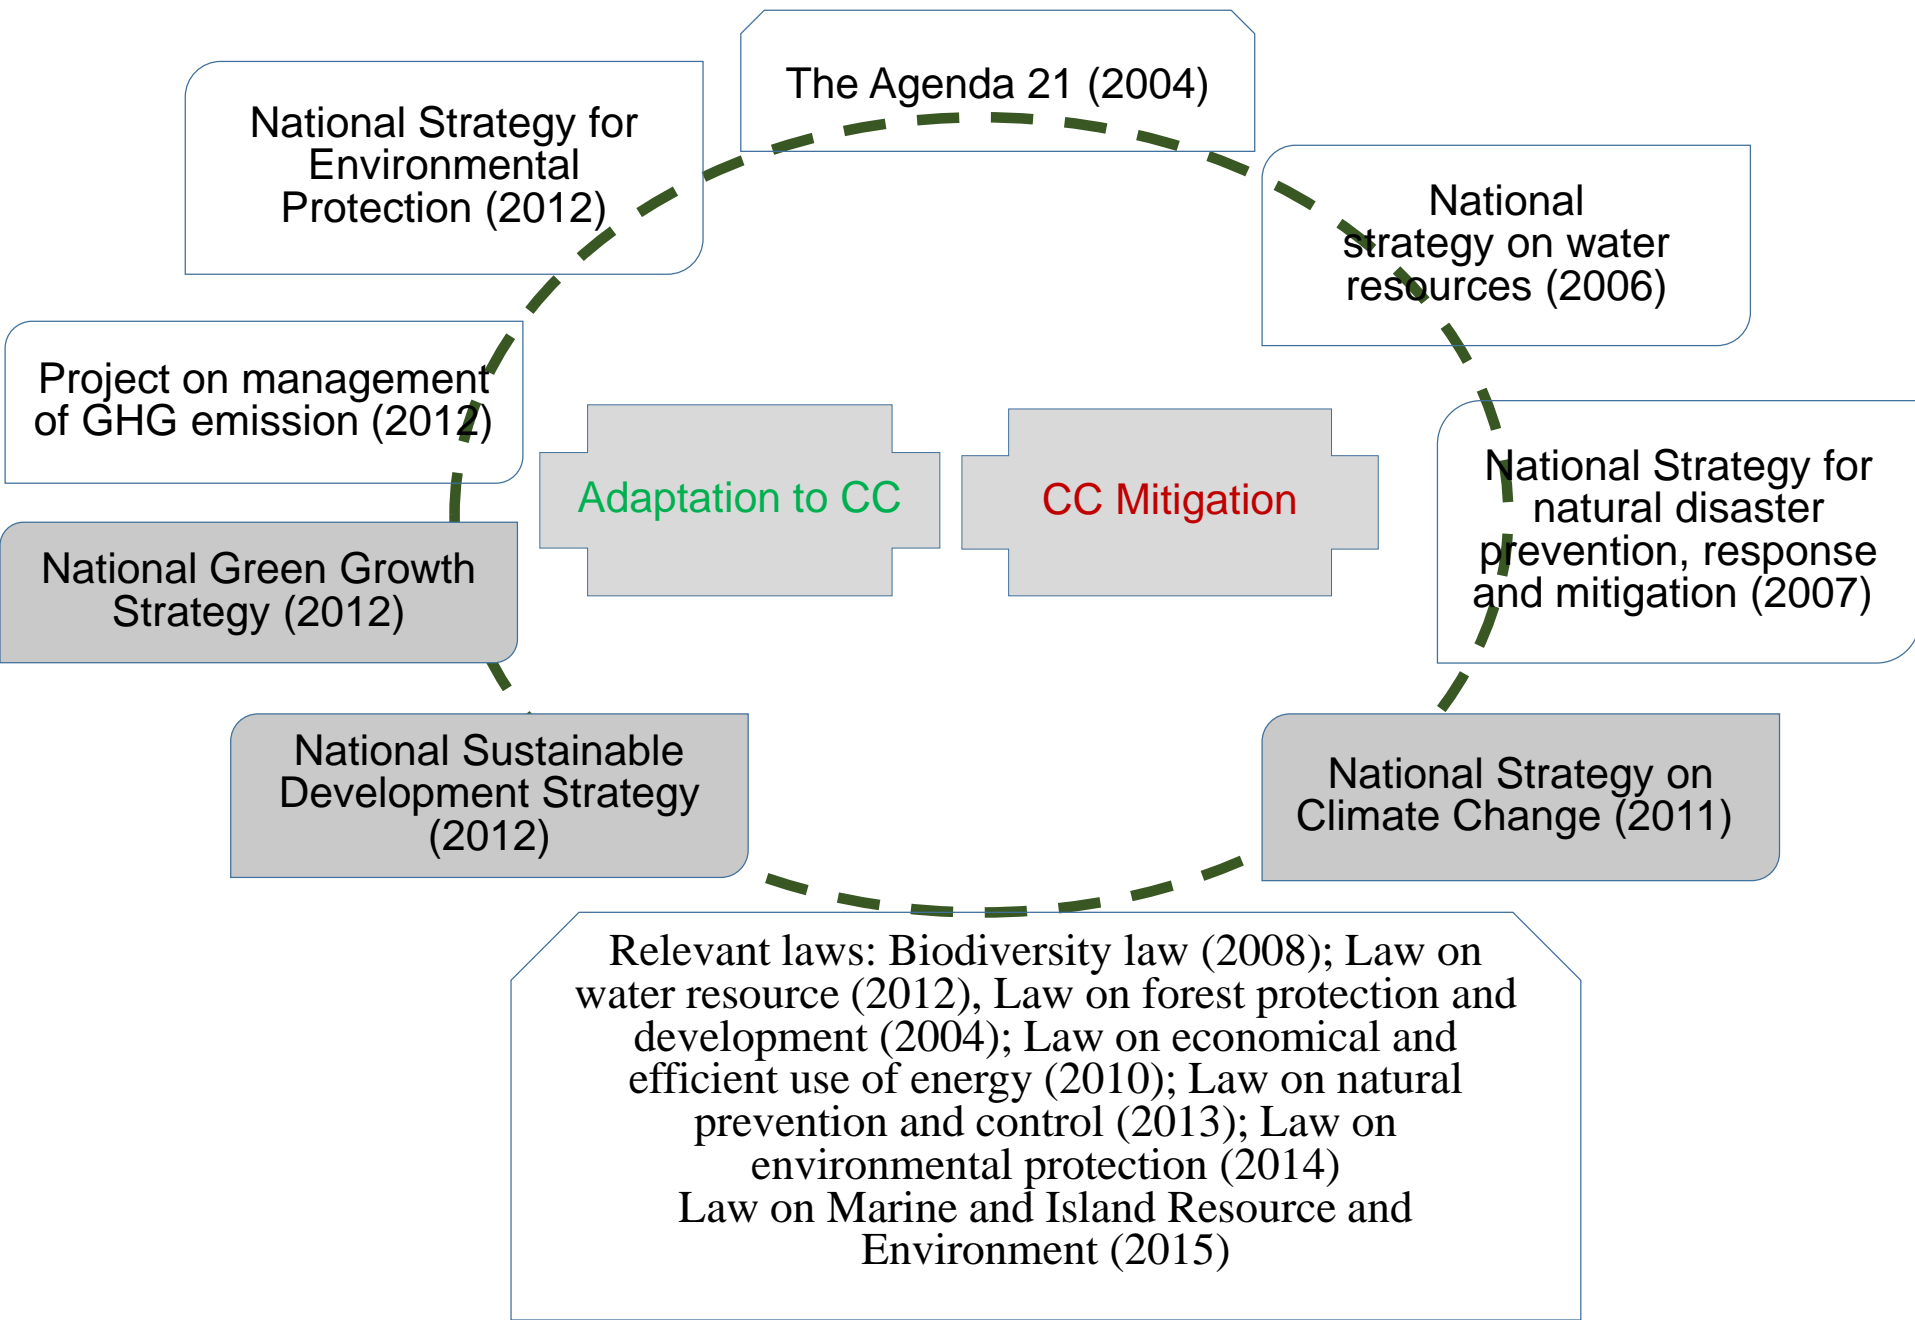 The Agenda 21 (2004)
National Strategy for
Environmental
Protection (2012)
National
strategy on water
resources (2006)
Project on management
of GHG emission (2012)
Adaptation to CC
CC Mitigation
National Strategy for
natural disaster
prevention, response
and mitigation (2007)
National Green Growth
Strategy (2012)
National Sustainable
Development Strategy
(2012)
National Strategy on
Climate Change (2011)
Relevant laws: Biodiversity law (2008); Law on
water resource (2012), Law on forest protection and
development (2004); Law on economical and
efficient use of energy (2010); Law on natural
prevention and control (2013); Law on
environmental protection (2014)
Law on Marine and Island Resource and
Environment (2015)